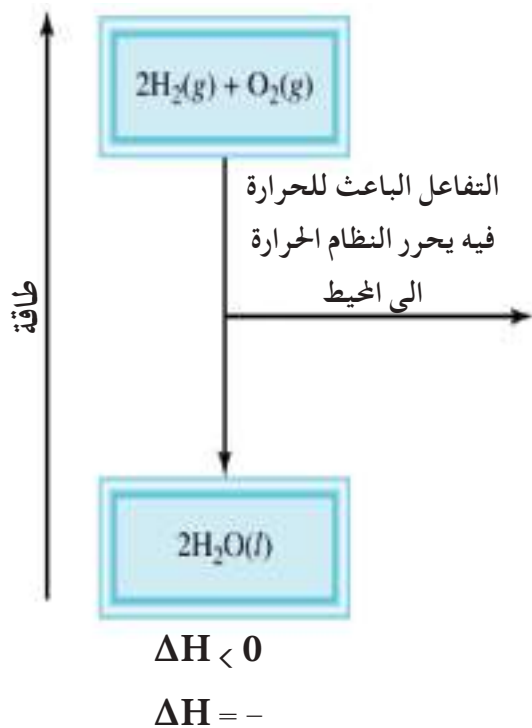 2H₂(g) + O₂(g)
التفاعل الباعث للحرارة
فيه يحرر النظام الحرارة
الى المحيط
طاقة
2H₂O(l)
ΔH < 0
ΔH = −